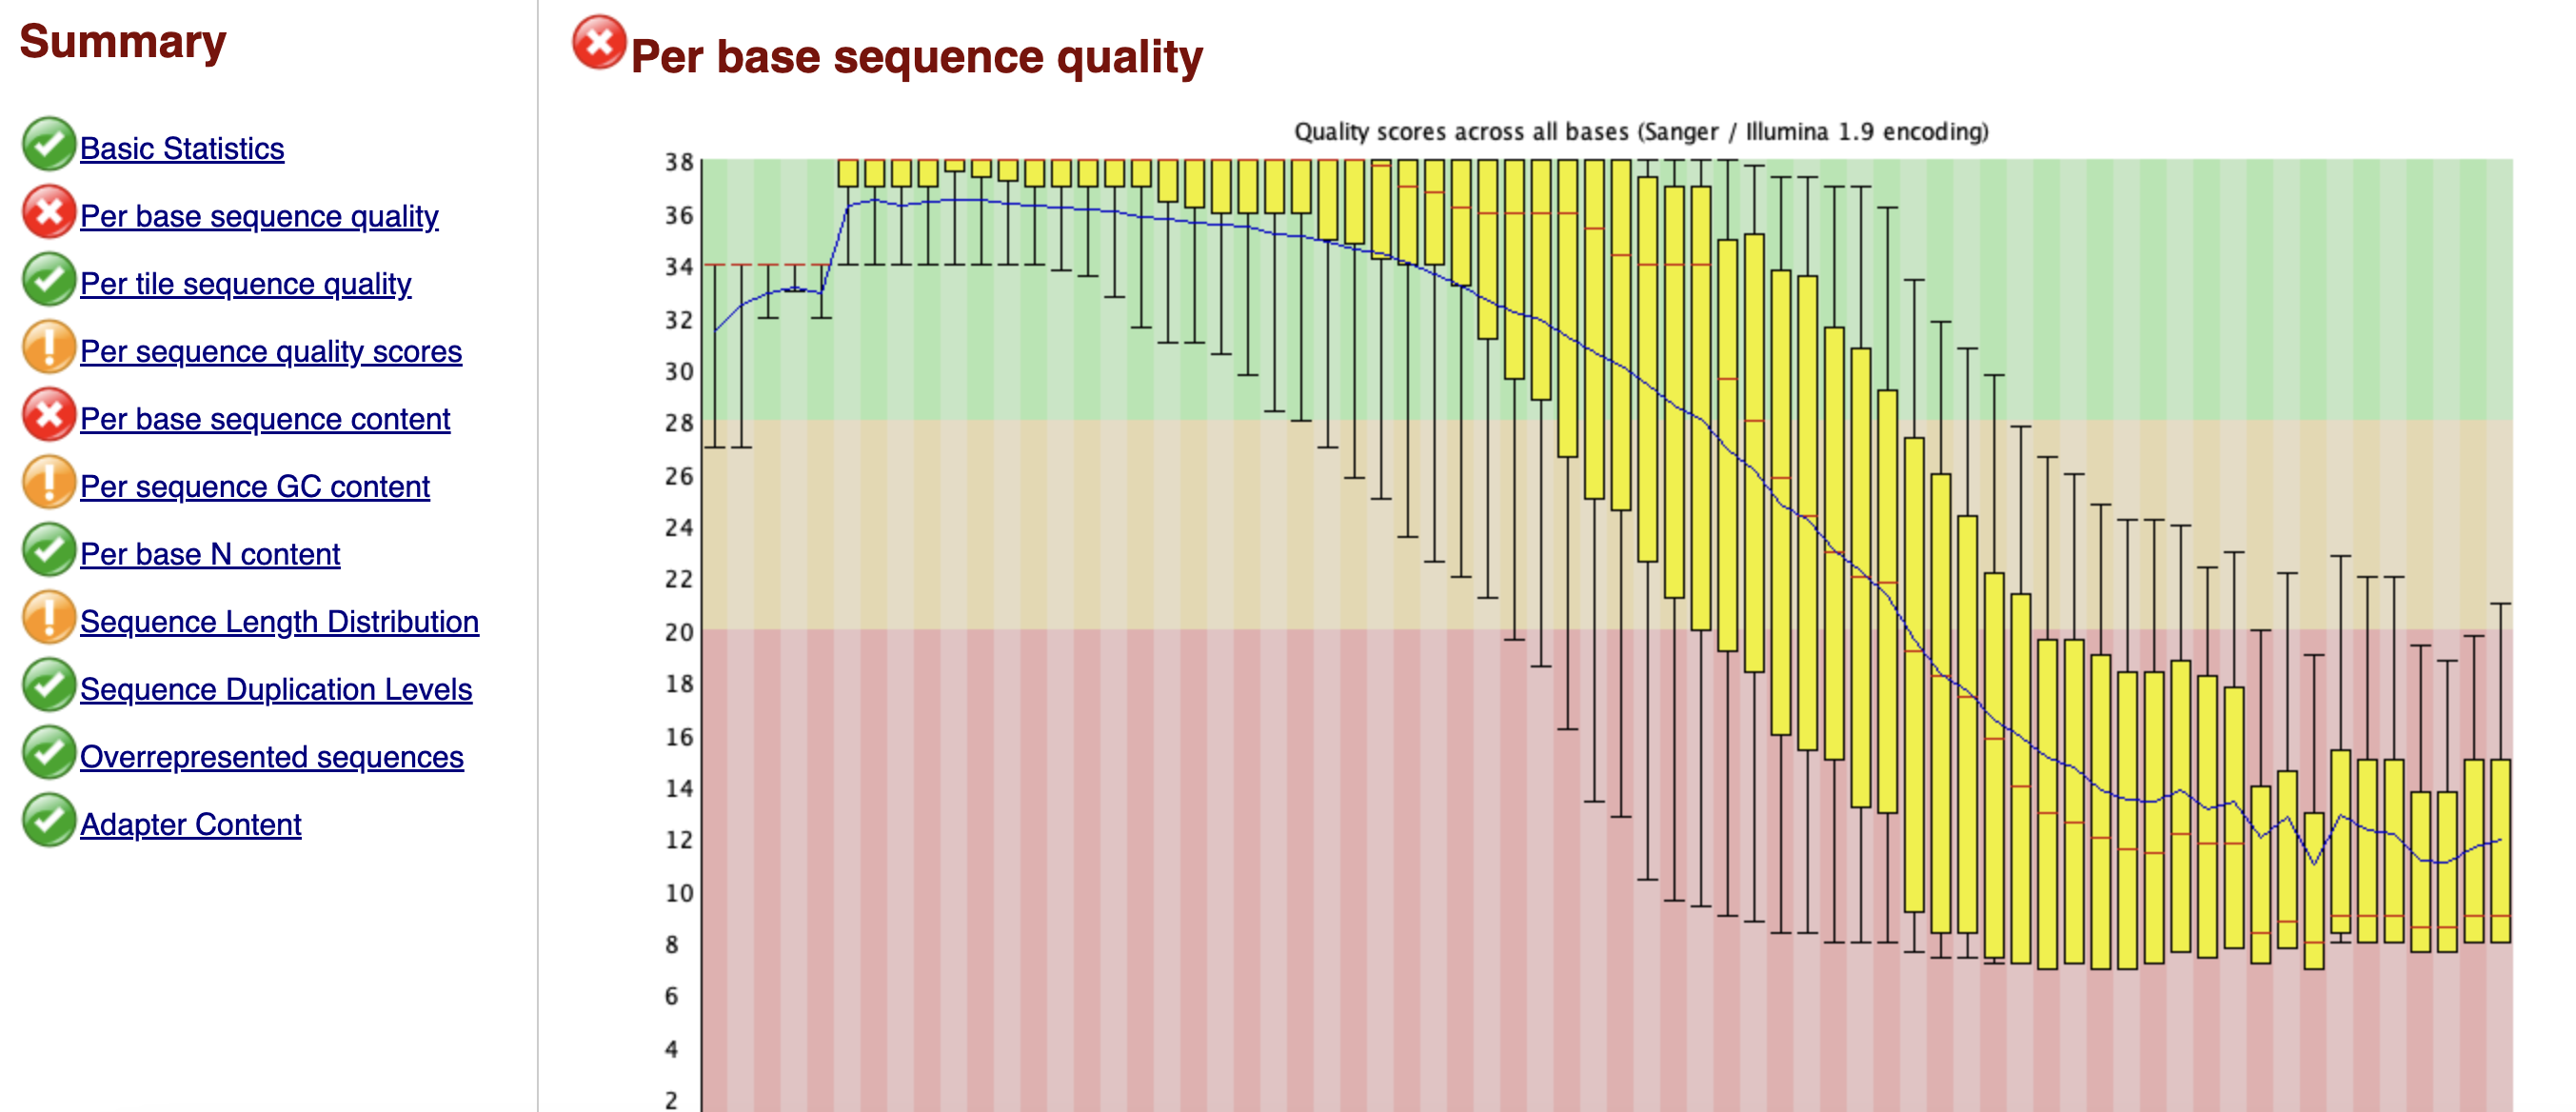 Summary
Basic Statistics
Per base sequence quality
Per tile sequence quality
Per sequence quality scores
Per base sequence content
Per sequence GC content
Per base N content
Sequence Length Distribution
Sequence Duplication Levels
Overrepresented sequences
Adapter Content
Per base sequence quality
Quality scores across all bases (Sanger / Illumina 1.9 encoding)
38
36
34
32
30
28
26
24
22
20
18
16
14
12
10
8
6
4
2